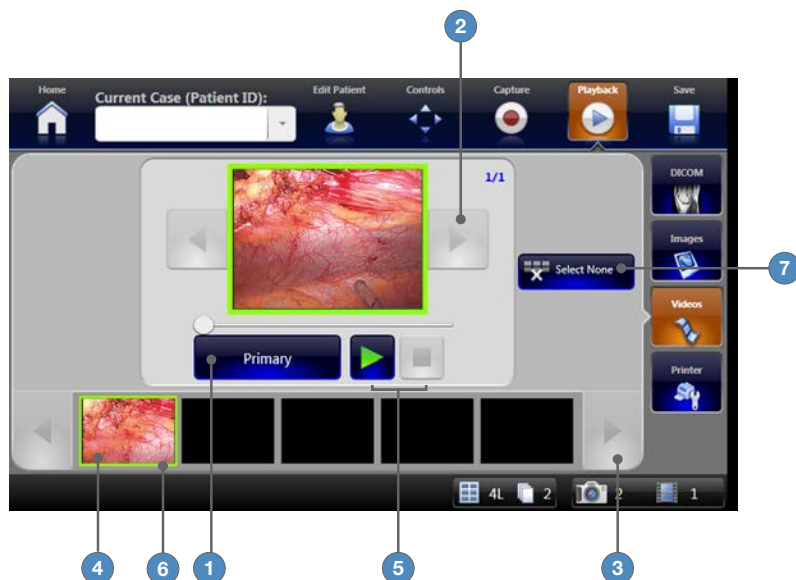 2
Home
Current Case (Patient ID):
Edit Patient
Controls
Capture
Playback
Save
1/1
DICOM
Images
Select None
7
Videos
Primary
Printer
4L
2
2
1
4
6
1
5
3